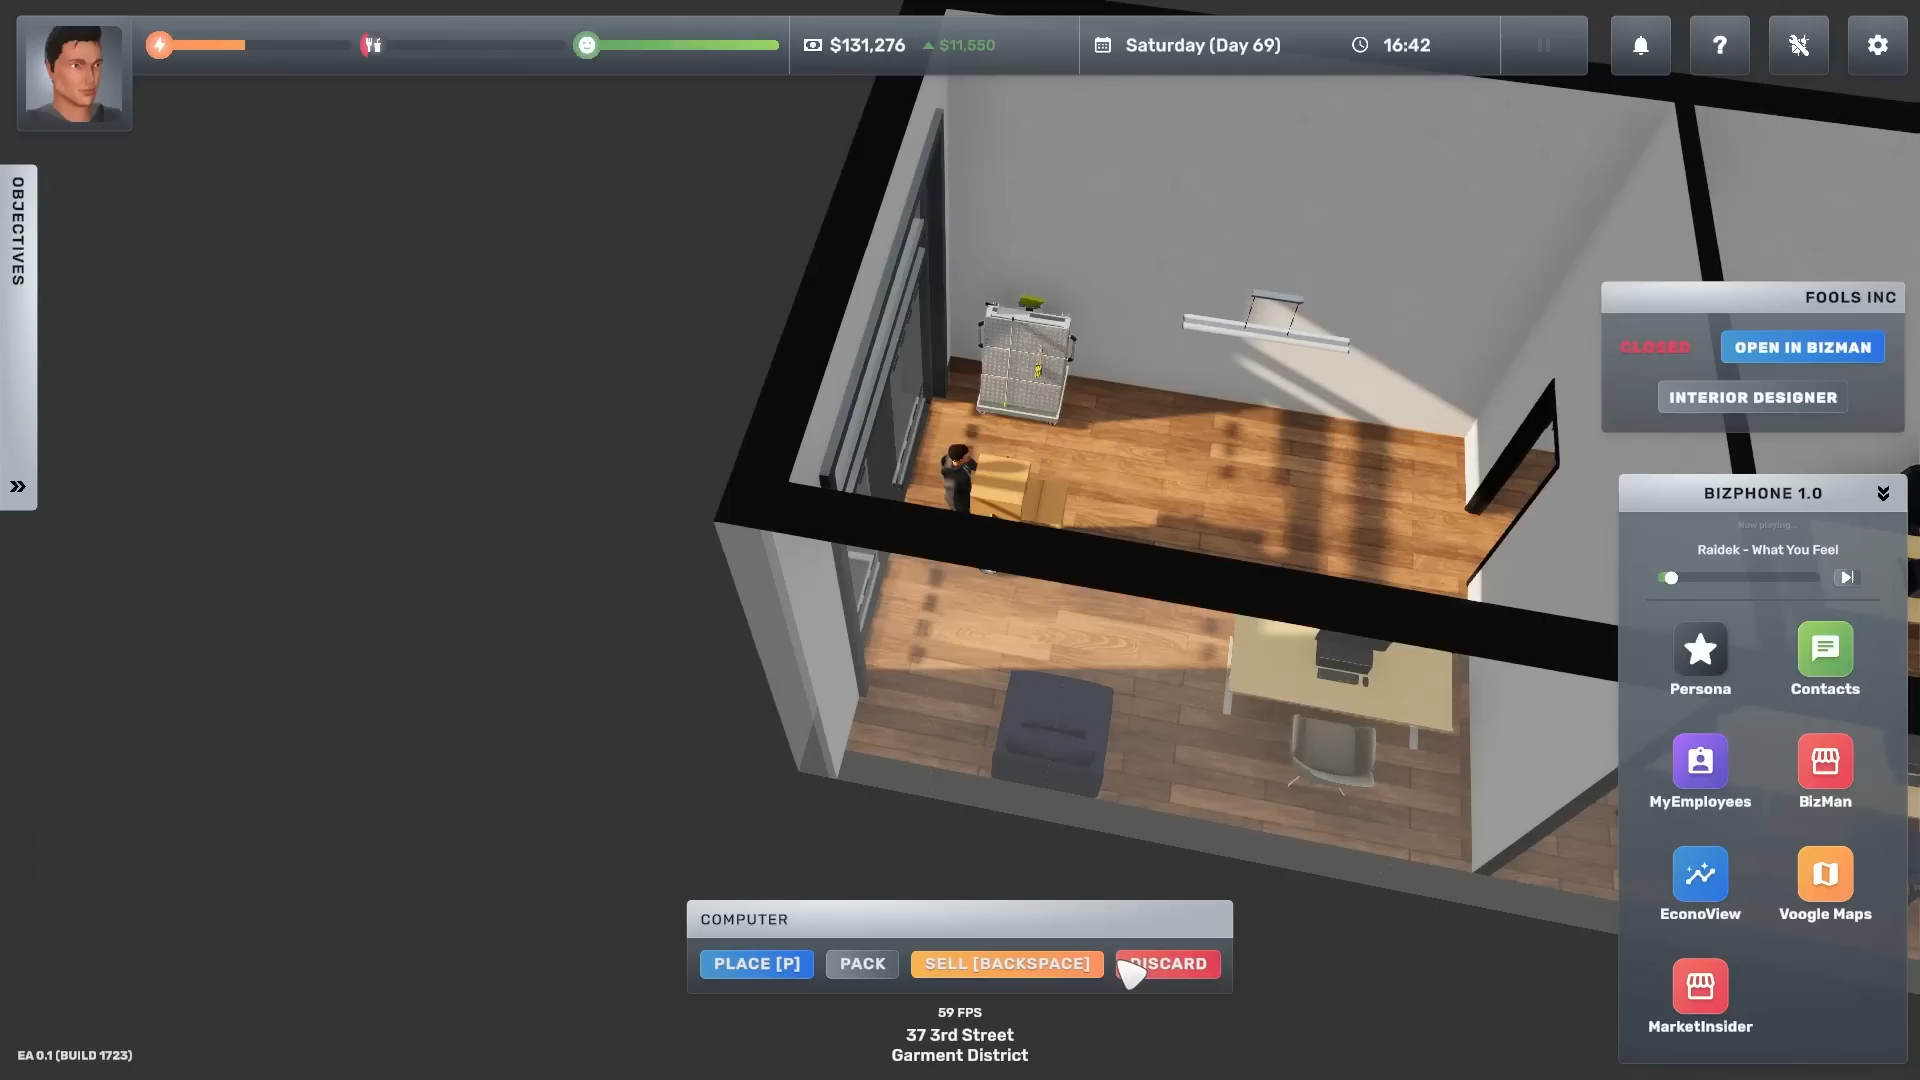 $131,276
$11,550
Saturday (Day 69)
16:42
?
OBJECTIVES
FOOLS INC
CLOSED
OPEN IN BIZMAN
INTERIOR DESIGNER
BIZPHONE 1.0
Now playing...
Raidek - What You Feel
Persona
Contacts
MyEmployees
BizMan
EconoView
Voogle Maps
MarketInsider
COMPUTER
PLACE [P]
PACK
SELL [BACKSPACE]
DISCARD
59 FPS
37 3rd Street
Garment District
EA 0.1 (BUILD 1723)